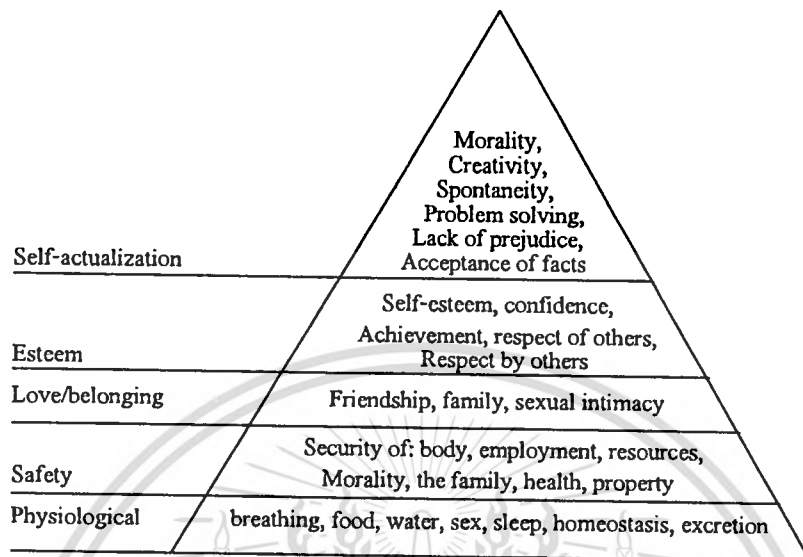 Morality,
Creativity,
Spontaneity,
Problem solving,
Lack of prejudice,
Self-actualization
Acceptance of facts
Self-esteem, confidence,
Achievement, respect of others,
Esteem
Respect by others
Love/belonging
Friendship, family, sexual intimacy
Security of: body, employment, resources,
Safety
Morality, the family, health, property
Physiological
breathing, food, water, sex, sleep, homeostasis, excretion